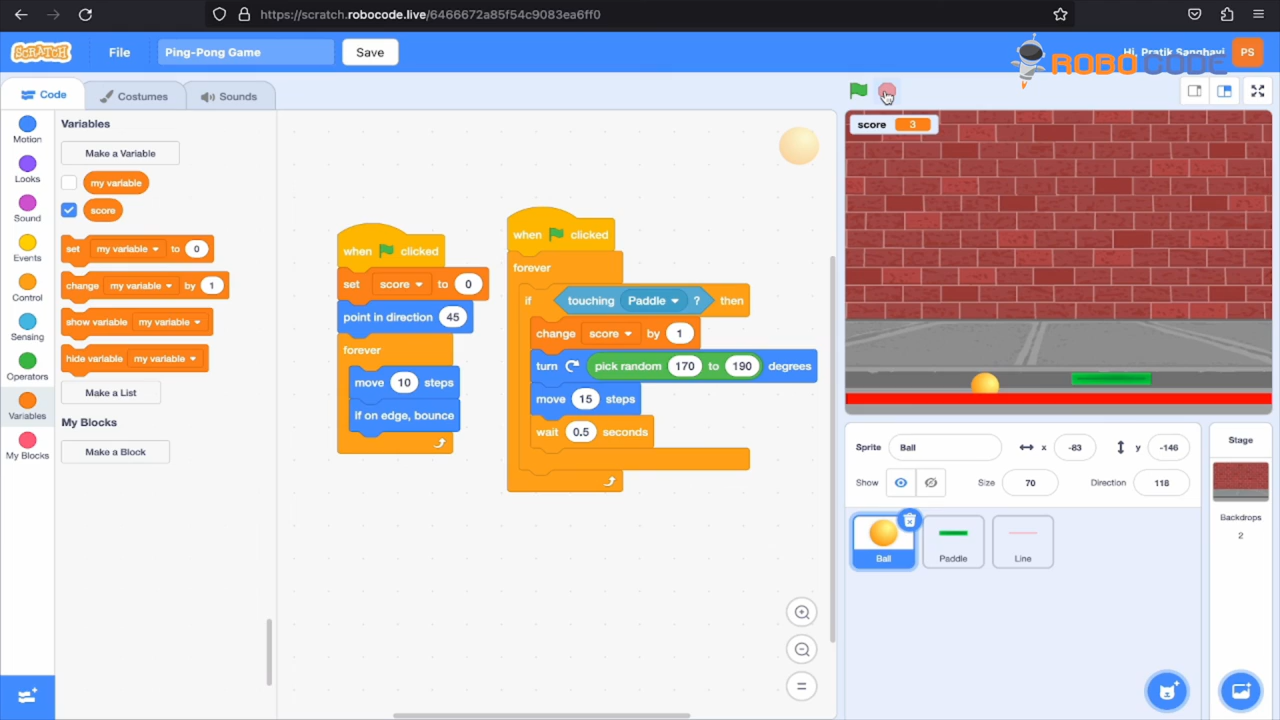 https://scratch.robocode.live/6466672a85f54c9083ea6ff0
SCRATCH File Ping-Pong Game Save Hi, Pratik Sanghavi PS
ROBOCODE
Code Costumes Sounds
Motion
Looks
Sound
Events
Control
Sensing
Operators
Variables
My Blocks
Variables
Make a Variable
my variable
score
set my variable to 0
change my variable by 1
show variable my variable
hide variable my variable
Make a List
My Blocks
Make a Block
when clicked
set score to 0
point in direction 45
forever
move 10 steps
if on edge, bounce
when clicked
forever
if touching Paddle ? then
change score by 1
turn pick random 170 to 190 degrees
move 15 steps
wait 0.5 seconds
score 3
Sprite Ball x -83 y -146
Show Size 70 Direction 118
Ball Paddle Line
Stage
Backdrops
2